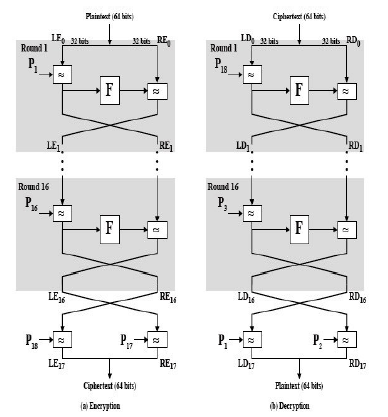 Plaintext (64 bits)
LE0 32 bits 32 bits RE0
Round 1
P1
≈ F ≈
LE1 RE1
Round 16
P16
≈ F ≈
LE16 RE16
P18 ≈ P17 ≈
LE17 RE17
Ciphertext (64 bits)
(a) Encryption
Ciphertext (64 bits)
LD0 32 bits 32 bits RD0
Round 1
P18
≈ F ≈
LD1 RD1
Round 16
P3
≈ F ≈
LD16 RD16
P1 ≈ P2 ≈
LD17 RD17
Plaintext (64 bits)
(b) Decryption